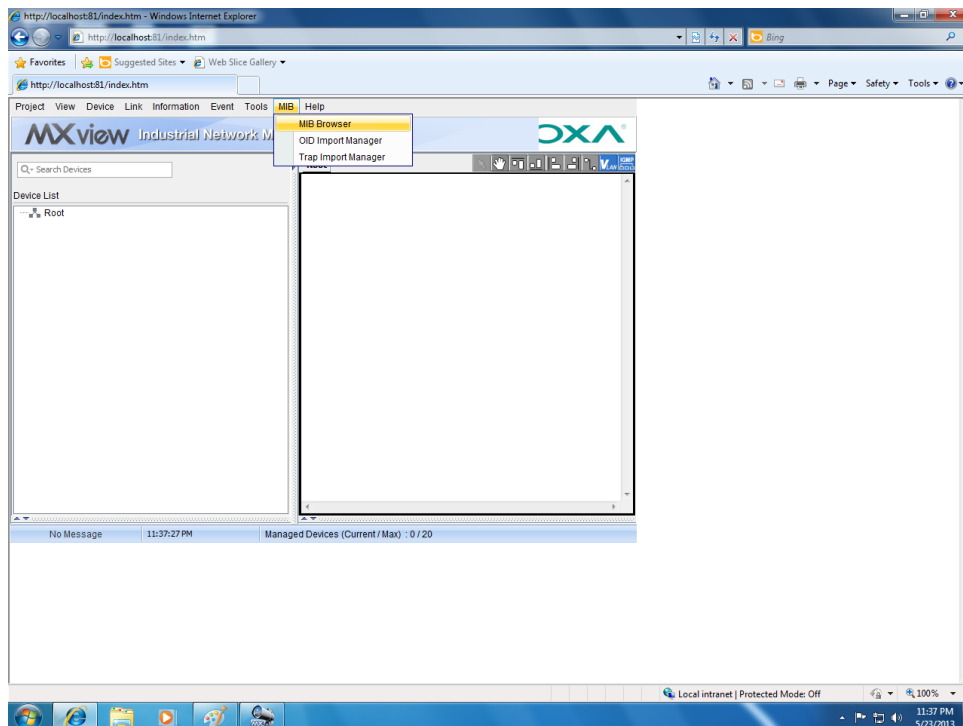 http://localhost:81/index.htm - Windows Internet Explorer
http://localhost:81/index.htm
Bing
Favorites Suggested Sites Web Slice Gallery
http://localhost:81/index.htm
Page Safety Tools
Project View Device Link Information Event Tools MIB Help
MIB Browser
OID Import Manager
Trap Import Manager
MXview Industrial Network M
OXA
Search Devices
Root
VLAN
IGMP
Device List
Root
No Message 11:37:27 PM Managed Devices (Current / Max) : 0 / 20
Local intranet | Protected Mode: Off 100%
11:37 PM
5/23/2013